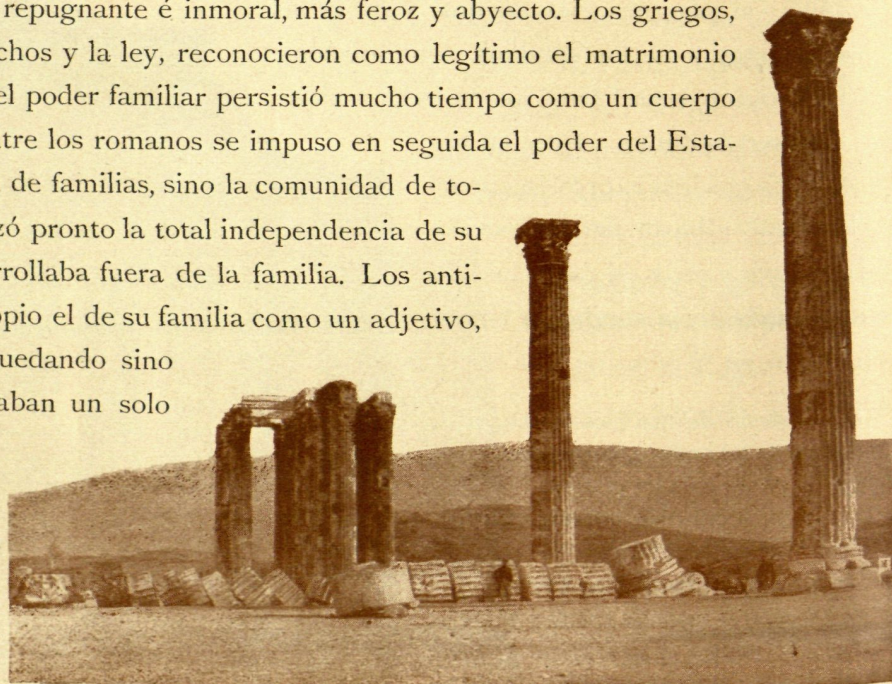 repugnante é inmoral, más feroz y abyecto. Los griegos,
chos y la ley, reconocieron como legítimo el matrimonio
el poder familiar persistió mucho tiempo como un cuerpo
tre los romanos se impuso en seguida el poder del Esta-
de familias, sino la comunidad de to-
zó pronto la total independencia de su
rrollaba fuera de la familia. Los anti-
opio el de su familia como un adjetivo,
uedando sino
aban un solo